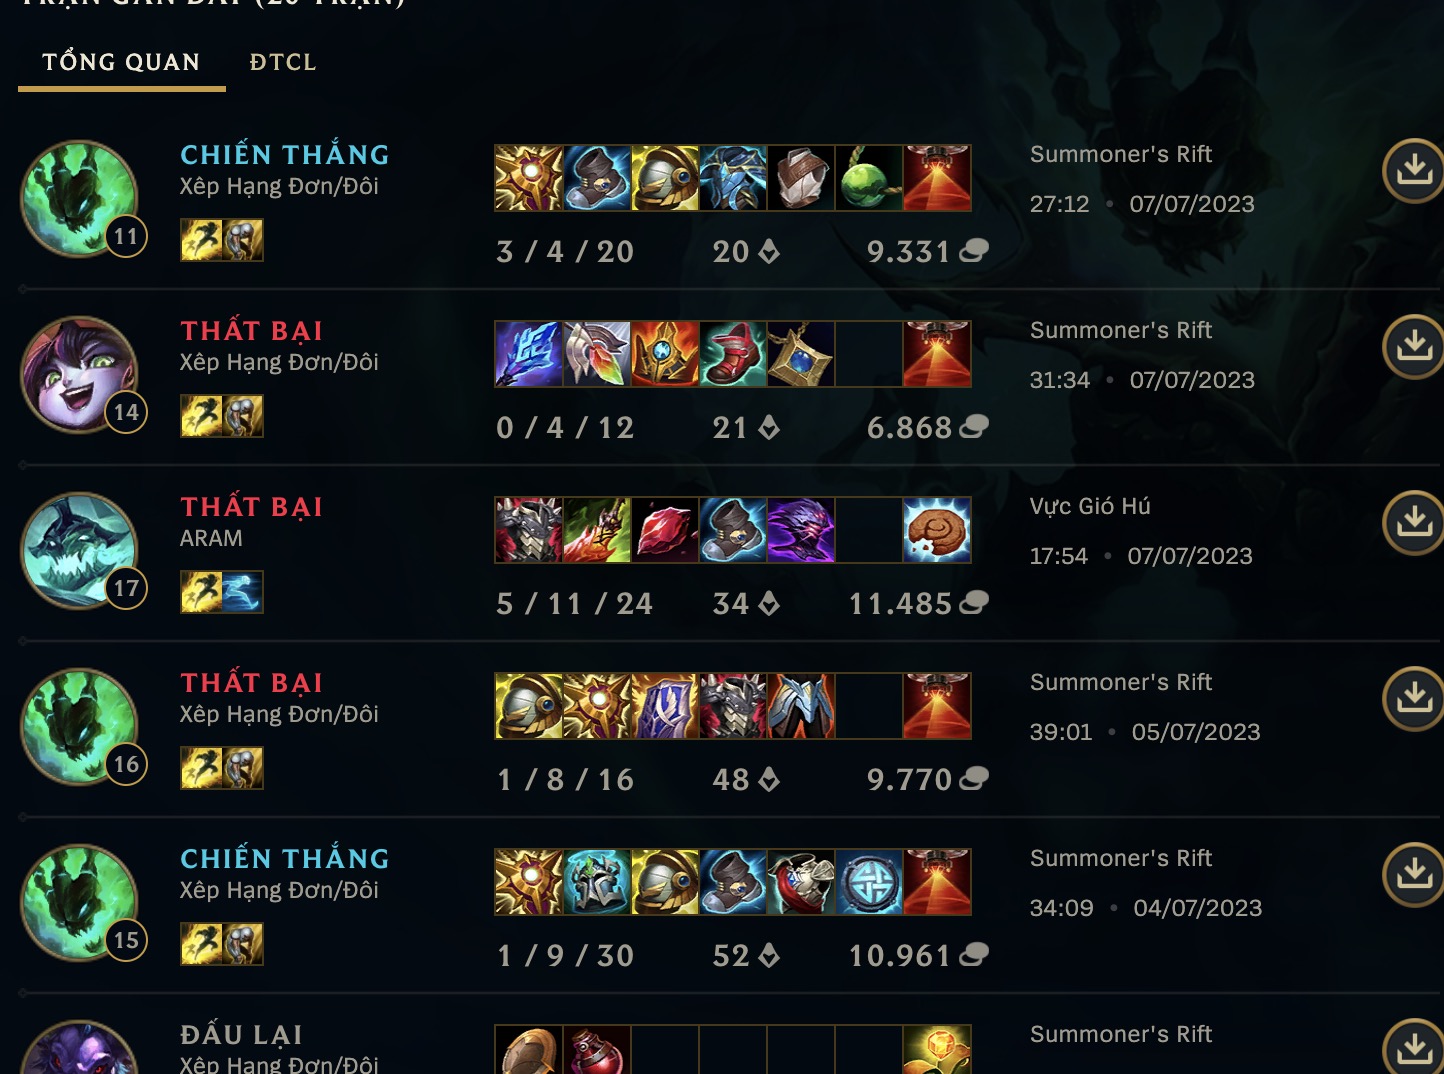 TRẬN GẦN ĐÂY (20 TRẬN)
TỔNG QUAN ĐTCL
CHIẾN THẮNG
Xếp Hạng Đơn/Đôi
11
3 / 4 / 20 20 9.331
Summoner's Rift
27:12 • 07/07/2023
THẤT BẠI
Xếp Hạng Đơn/Đôi
14
0 / 4 / 12 21 6.868
Summoner's Rift
31:34 • 07/07/2023
THẤT BẠI
ARAM
17
5 / 11 / 24 34 11.485
Vực Gió Hú
17:54 • 07/07/2023
THẤT BẠI
Xếp Hạng Đơn/Đôi
16
1 / 8 / 16 48 9.770
Summoner's Rift
39:01 • 05/07/2023
CHIẾN THẮNG
Xếp Hạng Đơn/Đôi
15
1 / 9 / 30 52 10.961
Summoner's Rift
34:09 • 04/07/2023
ĐẤU LẠI
Xếp Hạng Đơn/Đôi
Summoner's Rift